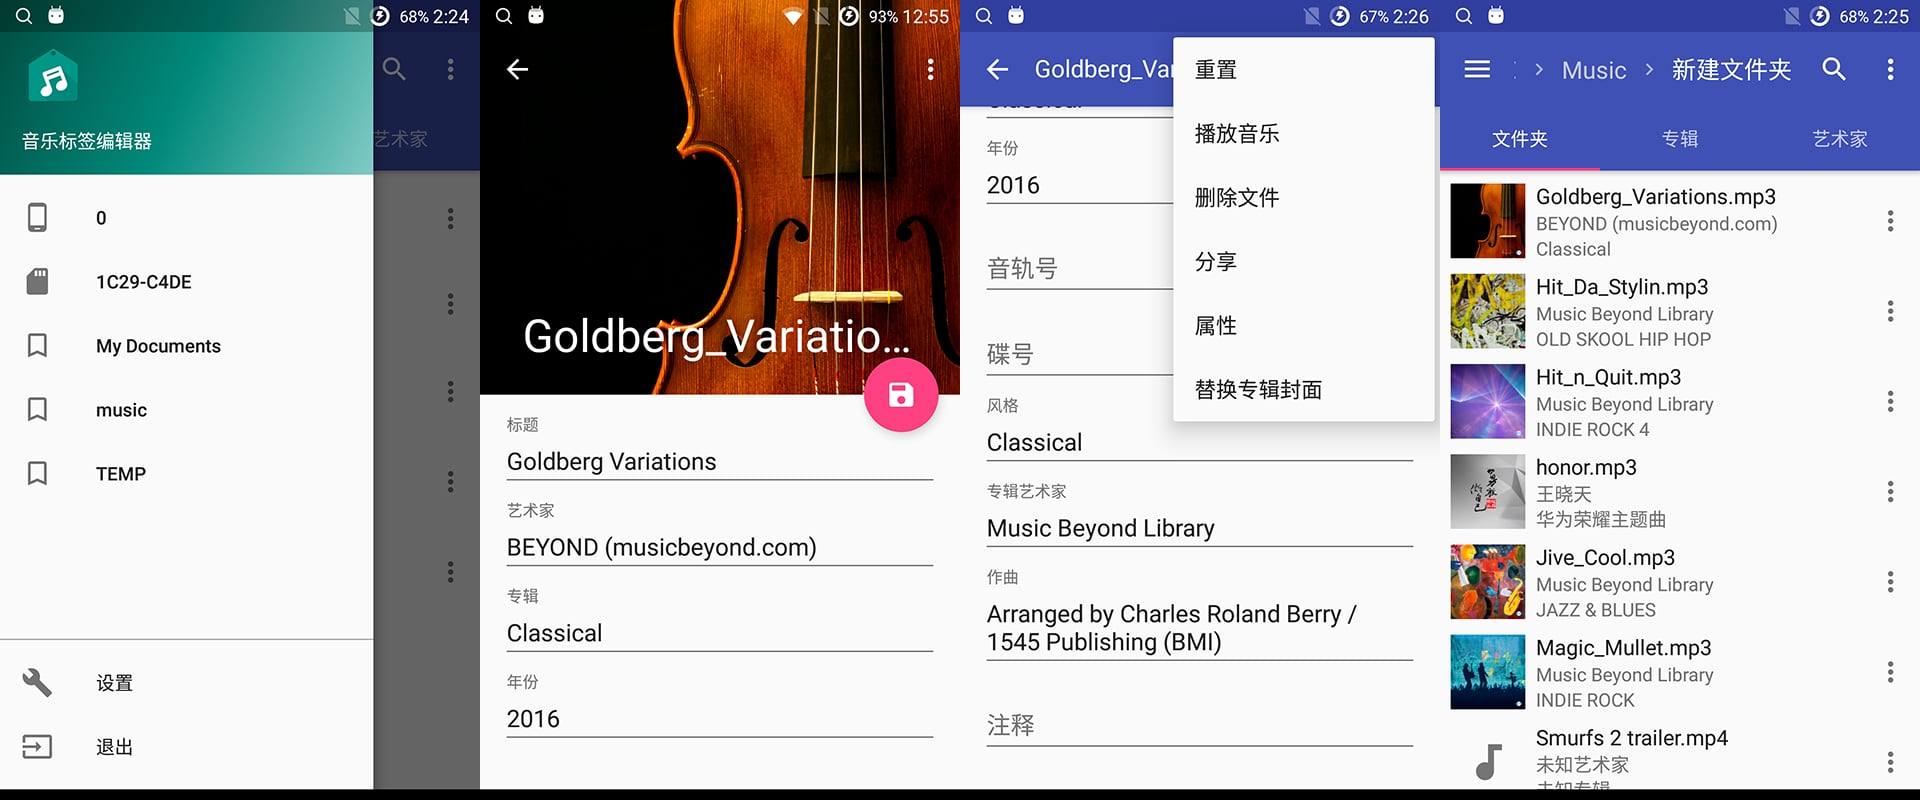 68% 2:24
音乐标签编辑器
艺术家
0
1C29-C4DE
My Documents
music
TEMP
设置
退出
93% 12:55
Goldberg_Variatio...
标题
Goldberg Variations
艺术家
BEYOND (musicbeyond.com)
专辑
Classical
年份
2016
67% 2:26
Goldberg_Var
Classical
年份
2016
音轨号
碟号
风格
Classical
专辑艺术家
Music Beyond Library
作曲
Arranged by Charles Roland Berry /
1545 Publishing (BMI)
注释
重置
播放音乐
删除文件
分享
属性
替换专辑封面
68% 2:25
Music
新建文件夹
文件夹
专辑
艺术家
Goldberg_Variations.mp3
BEYOND (musicbeyond.com)
Classical
Hit_Da_Stylin.mp3
Music Beyond Library
OLD SKOOL HIP HOP
Hit_n_Quit.mp3
Music Beyond Library
INDIE ROCK 4
honor.mp3
王晓天
华为荣耀主题曲
Jive_Cool.mp3
Music Beyond Library
JAZZ & BLUES
Magic_Mullet.mp3
Music Beyond Library
INDIE ROCK
Smurfs 2 trailer.mp4
未知艺术家
未知专辑